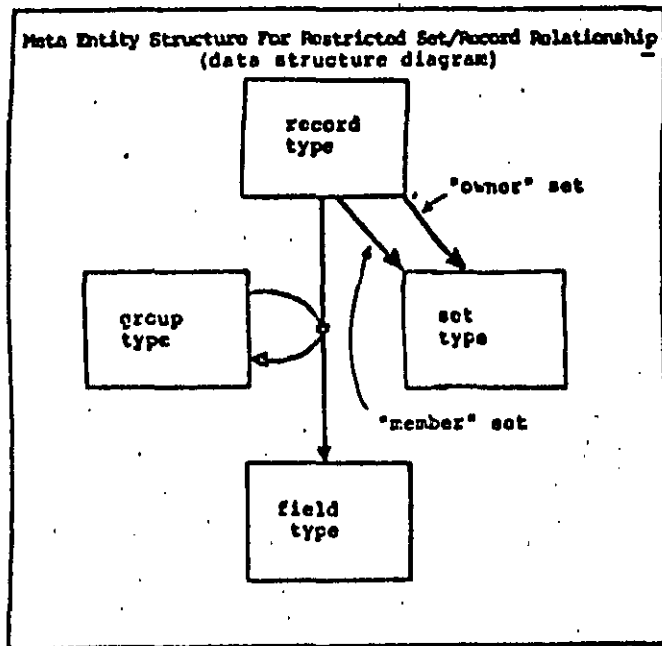 Meta Entity Structure For Restricted Set/Record Relationship
(data structure diagram)
record
type
"owner" set
group
type
set
type
"member" set
field
type